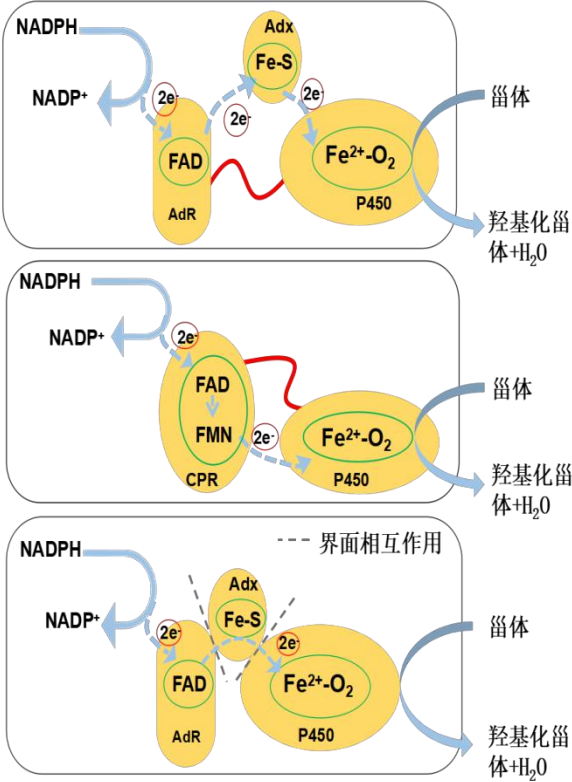 NADPH
Adx
Fe-S
NADP⁺
2e⁻
2e⁻
2e⁻
甾体
FAD
Fe²⁺-O₂
AdR
P450
羟基化甾
体+H₂O
NADPH
NADP⁺
2e⁻
FAD
甾体
FMN
2e⁻
Fe²⁺-O₂
CPR
P450
羟基化甾
体+H₂O
界面相互作用
NADPH
Adx
NADP⁺
Fe-S
2e⁻
2e⁻
甾体
FAD
Fe²⁺-O₂
AdR
P450
羟基化甾
体+H₂O